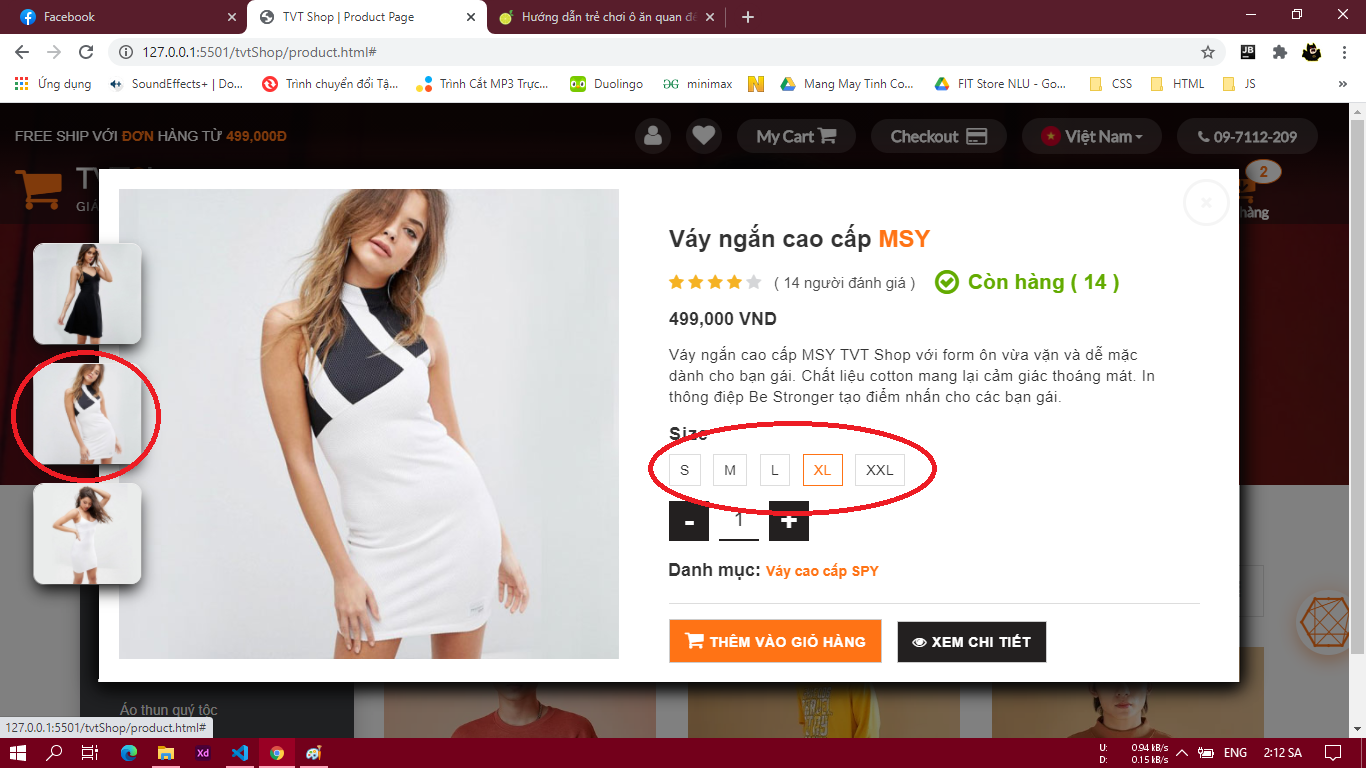 Facebook
TVT Shop | Product Page
Hướng dẫn trẻ chơi ô ăn quan đế
127.0.0.1:5501/tvtShop/product.html#
Ứng dụng
SoundEffects+ | Do...
Trình chuyển đổi Tậ...
Trình Cắt MP3 Trực...
Duolingo
minimax
Mang May Tinh Co...
FIT Store NLU - Go...
CSS
HTML
JS
»
FREE SHIP VỚI ĐƠN HÀNG TỪ 499,000Đ
My Cart
Checkout
Việt Nam
09-7112-209
2
hàng
GIÁ
Váy ngắn cao cấp MSY
( 14 người đánh giá )
Còn hàng ( 14 )
499,000 VND
Váy ngắn cao cấp MSY TVT Shop với form ôn vừa vặn và dễ mặc
dành cho bạn gái. Chất liệu cotton mang lại cảm giác thoáng mát. In
thông điệp Be Stronger tạo điểm nhấn cho các bạn gái.
Size
S M L XL XXL
- 1 +
Danh mục: Váy cao cấp SPY
THÊM VÀO GIỎ HÀNG
XEM CHI TIẾT
Áo thun quý tộc
127.0.0.1:5501/tvtShop/product.html#
Xd
U: 0.94 kB/s
D: 0.15 kB/s
ENG
2:12 SA